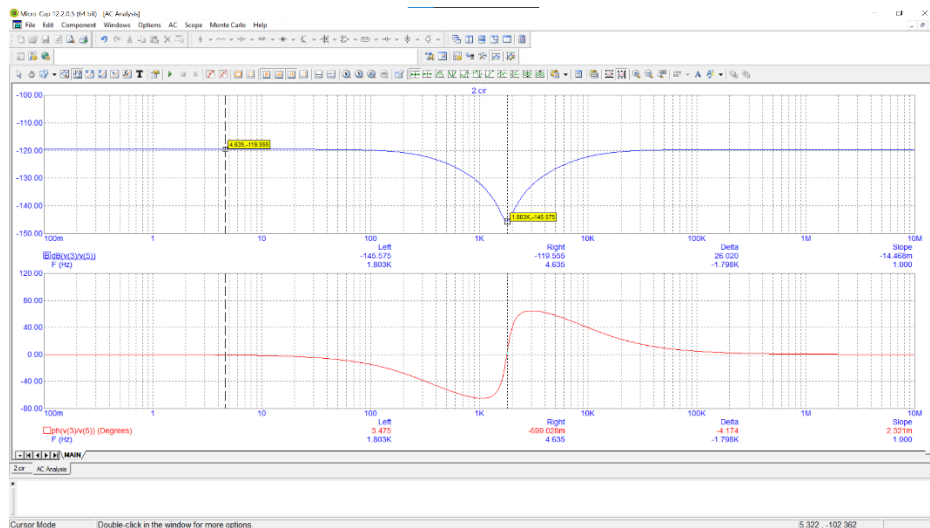 Micro-Cap 12.2.0.5 (64 bit) [AC Analysis]
File Edit Component Windows Options AC Scope Monte Carlo Help
2.cir
-100.00
-110.00
-120.00
-130.00
-140.00
-150.00
4.635,-119.555
1.803K,-145.575
100m 1 10 100 1K 10K 100K 1M 10M
Left Right Delta Slope
dB(v(3)/v(5)) -145.575 -119.555 26.020 -14.468m
F (Hz) 1.803K 4.635 -1.798K 1.000
120.00
80.00
40.00
0.00
-40.00
-80.00
100m 1 10 100 1K 10K 100K 1M 10M
Left Right Delta Slope
ph(v(3)/v(5)) (Degrees) 3.475 -699.026m -4.174 2.321m
F (Hz) 1.803K 4.635 -1.798K 1.000
MAIN
2.cir AC Analysis
Cursor Mode Double-click in the window for more options. 5.322 , -102.362